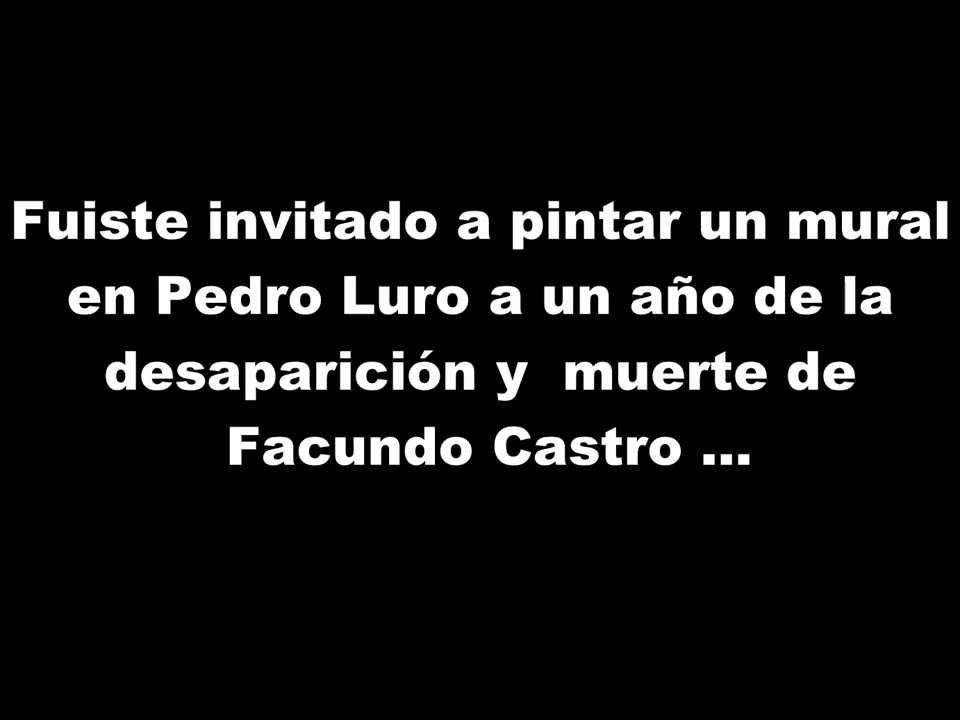 Fuiste invitado a pintar un mural
en Pedro Luro a un año de la
desaparición y  muerte de
Facundo Castro ...